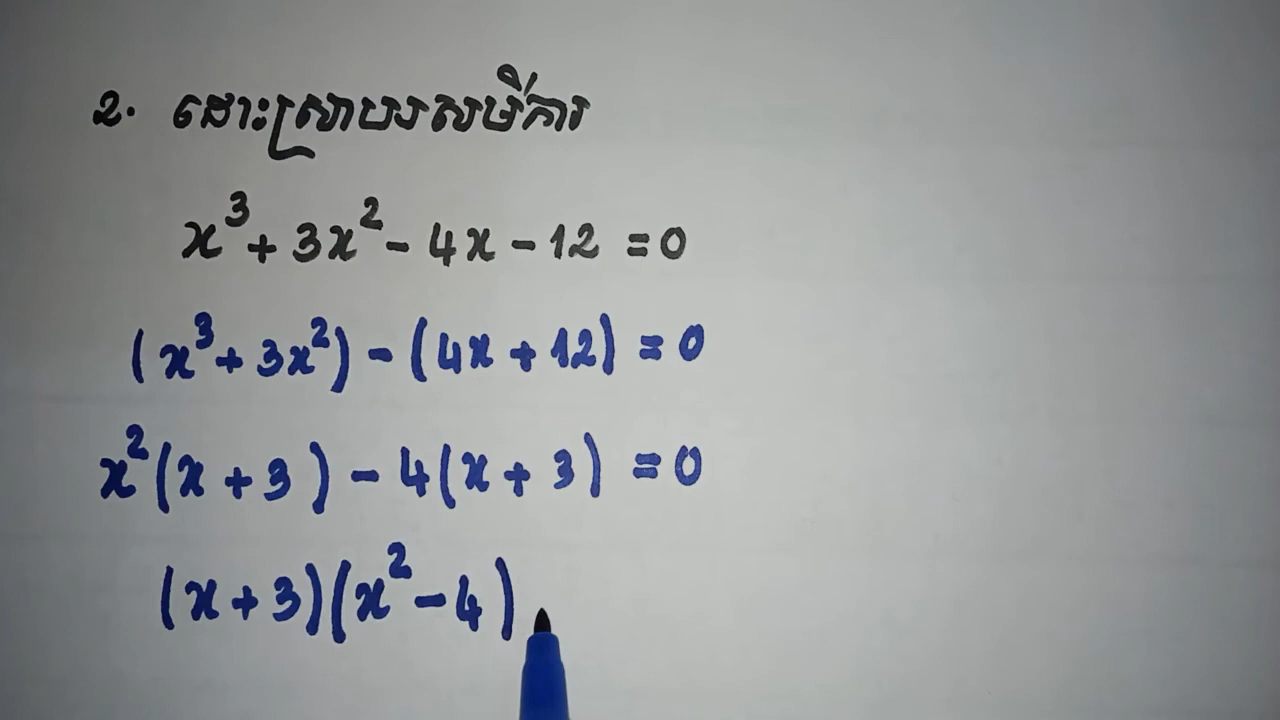 2. ដោះស្រាយសមីការ
x³ + 3x² - 4x - 12 = 0
(x³ + 3x²) - (4x + 12) = 0
x²(x + 3) - 4(x + 3) = 0
(x + 3)(x² - 4)